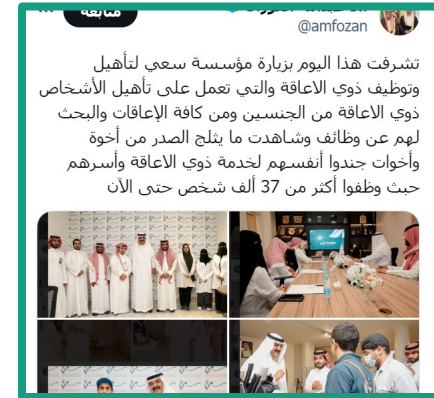 متابعة
@amfozan
تشرفت هذا اليوم بزيارة مؤسسة سعي لتأهيل
وتوظيف ذوي الاعاقة والتي تعمل على تأهيل الأشخاص
ذوي الاعاقة من الجنسين ومن كافة الإعاقات والبحث
لهم عن وظائف وشاهدت ما يثلج الصدر من أخوة
وأخوات جندوا أنفسهم لخدمة ذوي الاعاقة وأسرهم
حيث وظفوا أكثر من 37 ألف شخص حتى الآن